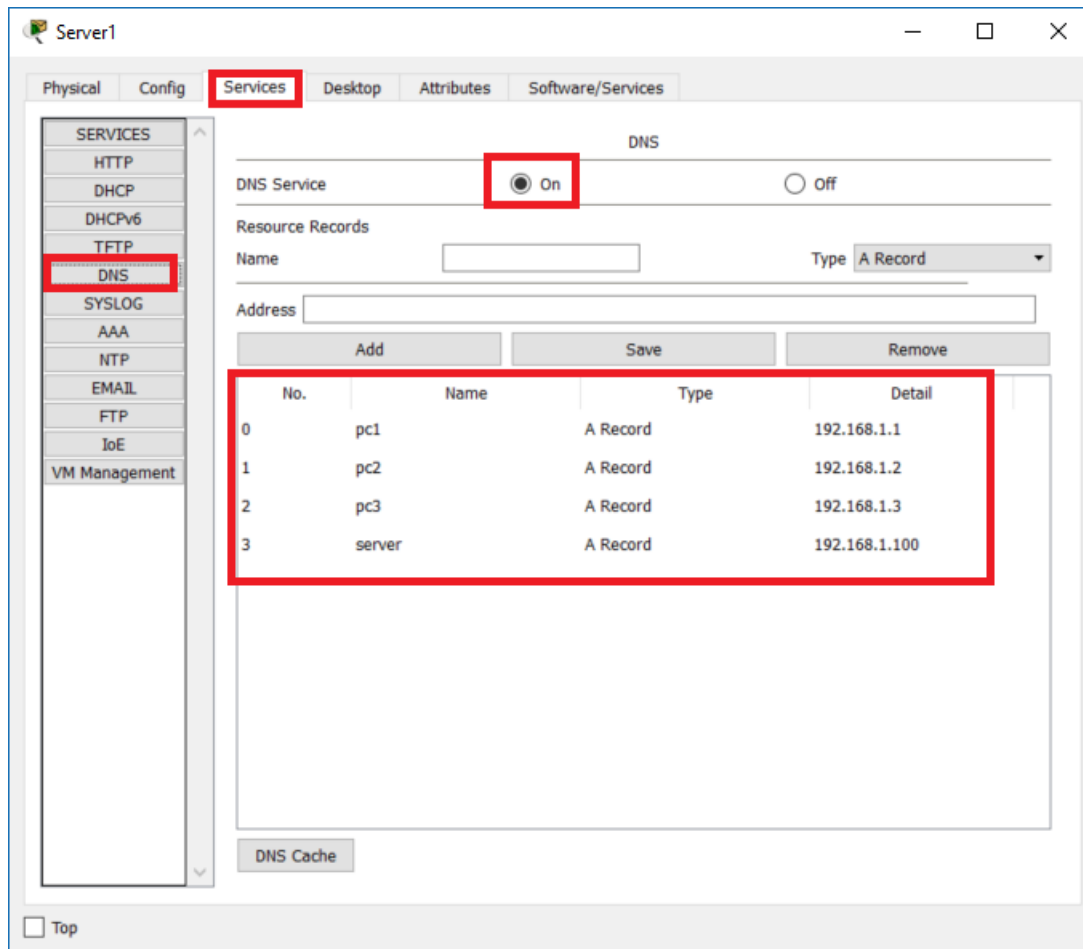 Server1
Physical Config Services Desktop Attributes Software/Services
SERVICES
HTTP
DHCP
DHCPv6
TFTP
DNS
SYSLOG
AAA
NTP
EMAIL
FTP
IoE
VM Management
DNS
DNS Service On Off
Resource Records
Name Type A Record
Address
Add Save Remove
No. Name Type Detail
0 pc1 A Record 192.168.1.1
1 pc2 A Record 192.168.1.2
2 pc3 A Record 192.168.1.3
3 server A Record 192.168.1.100
DNS Cache
Top